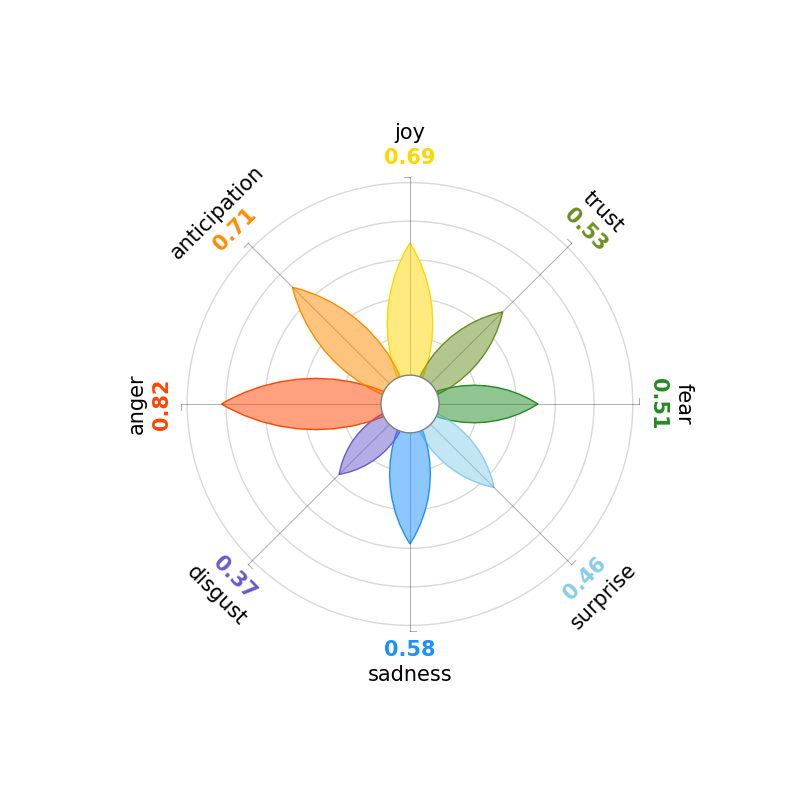 joy
0.69
trust
0.53
fear
0.51
surprise
0.46
sadness
0.58
disgust
0.37
anger
0.82
anticipation
0.71